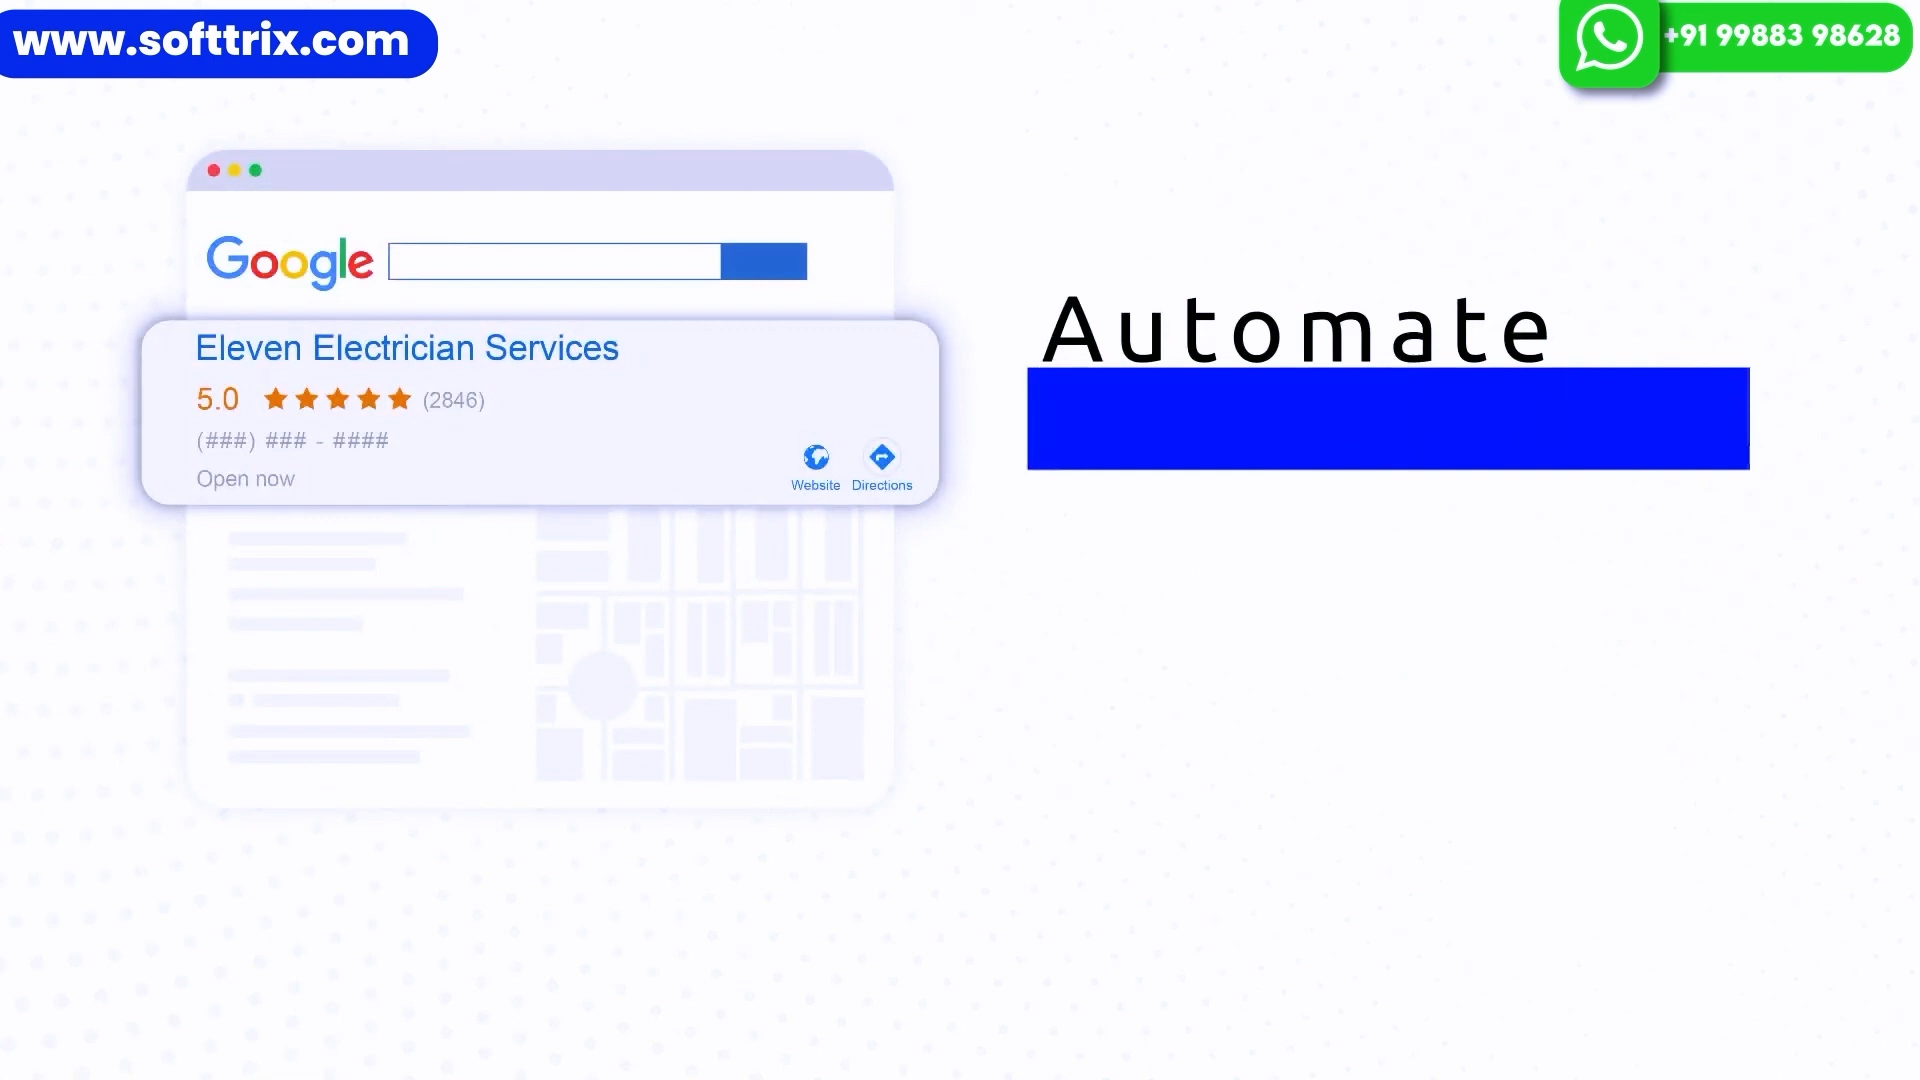 www.softtrix.com
+91 99883 98628
Google
Eleven Electrician Services
5.0 (2846)
(###) ### - ####
Open now
Website Directions
Automate